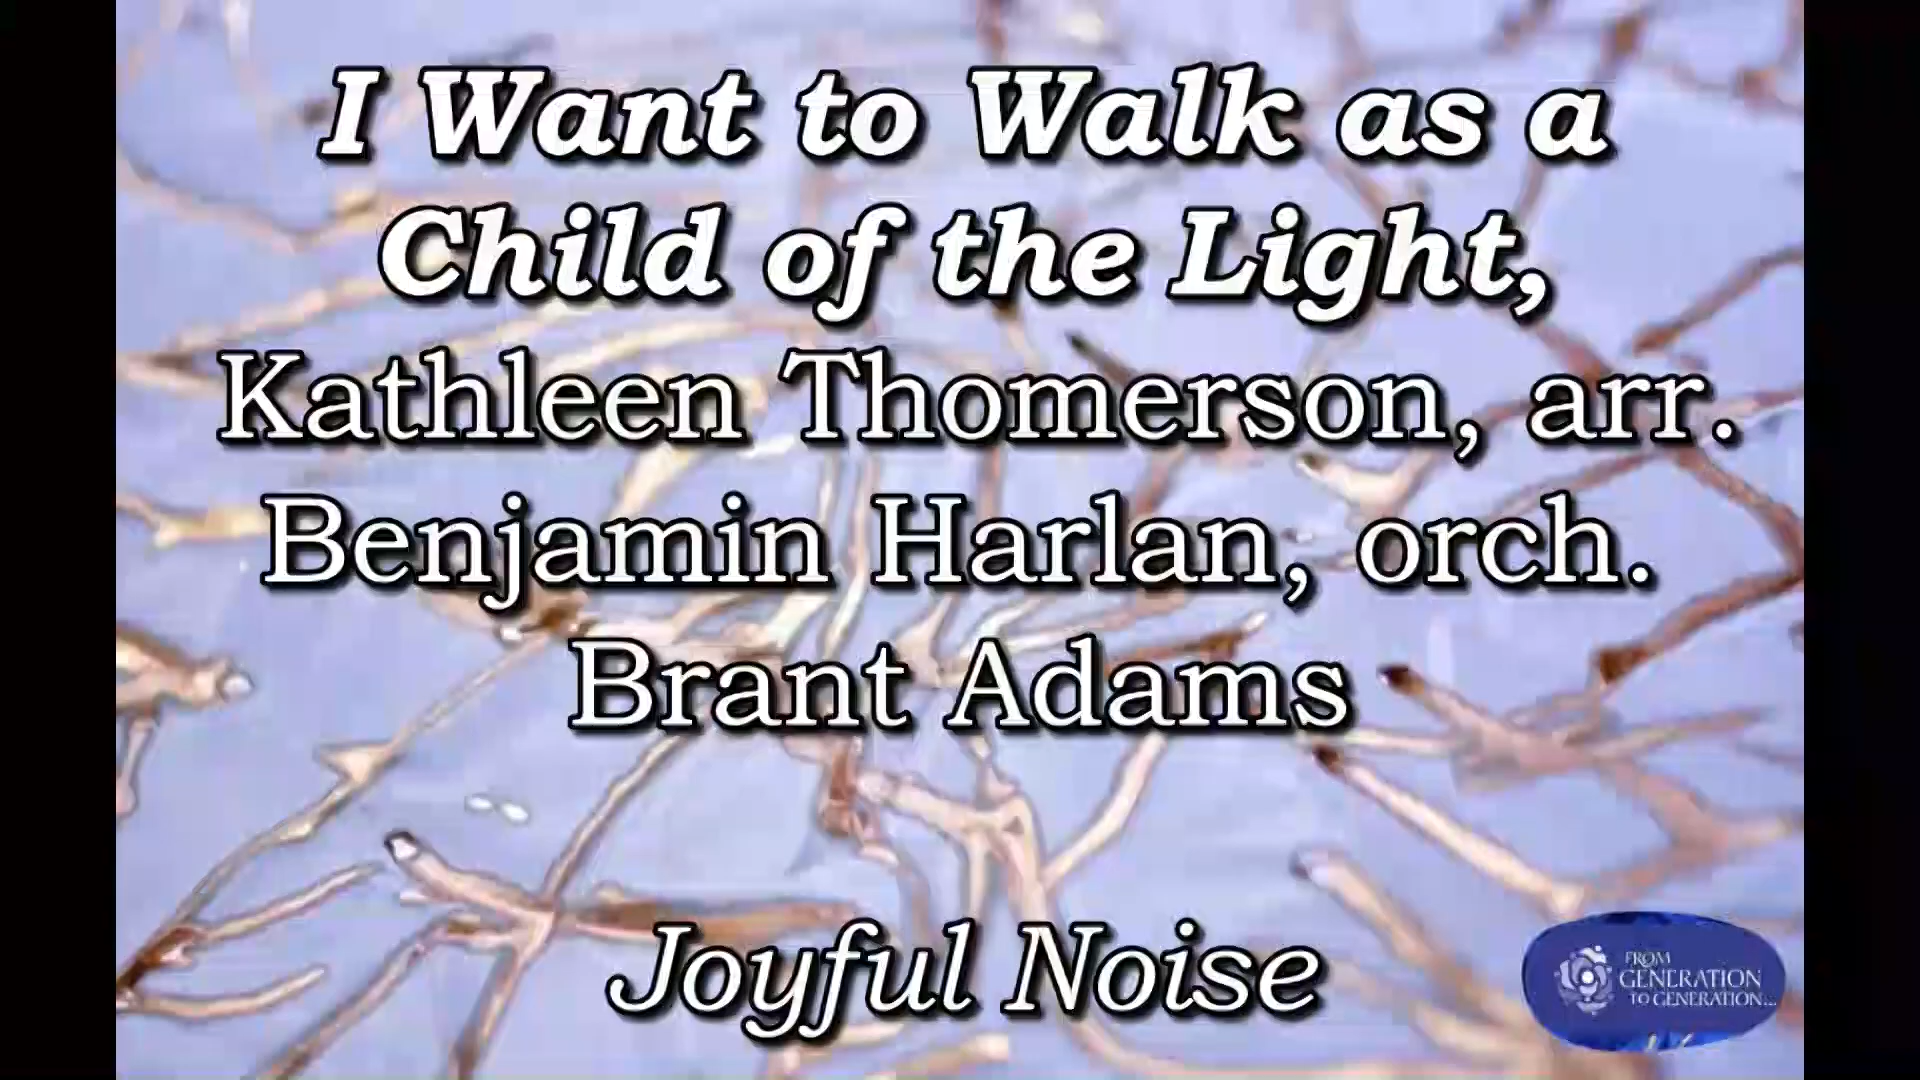 I Want to Walk as a
Child of the Light,
Kathleen Thomerson, arr.
Benjamin Harlan, orch.
Brant Adams
Joyful Noise
FROM
GENERATION
TO GENERATION...